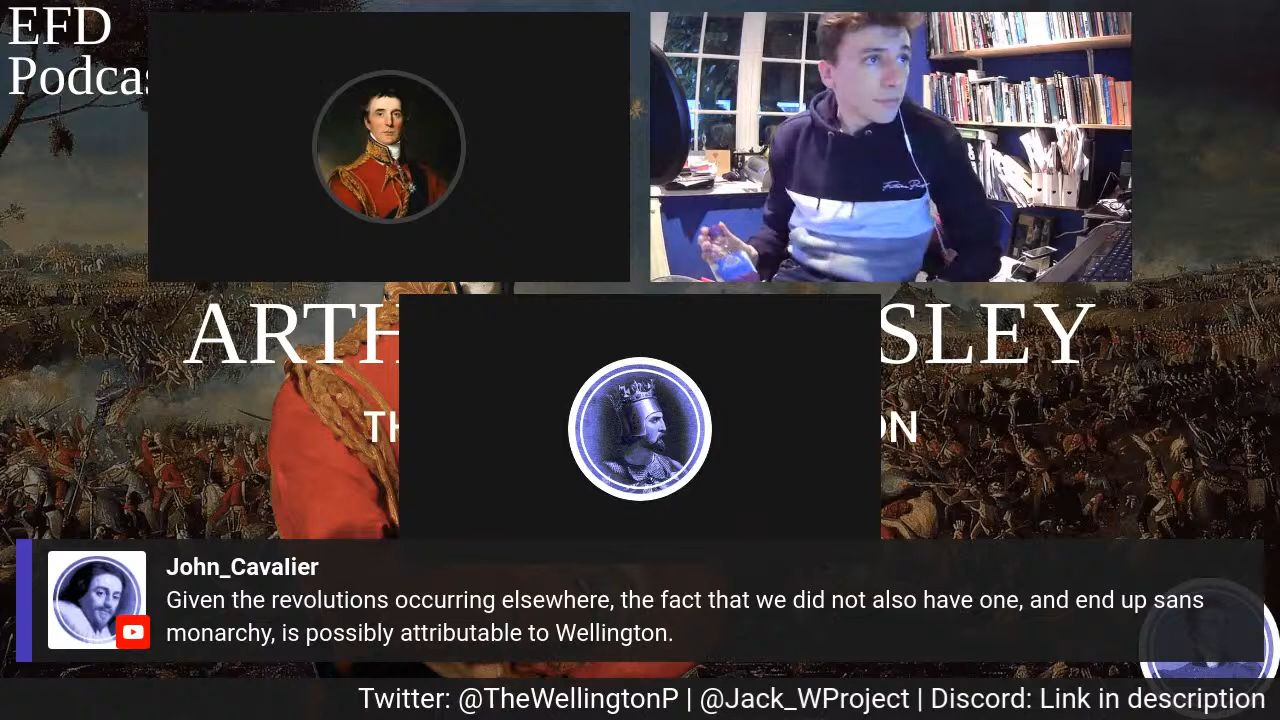 EFD
Podcas
ARTH SLEY
TH ON
John_Cavalier
Given the revolutions occurring elsewhere, the fact that we did not also have one, and end up sans
monarchy, is possibly attributable to Wellington.
Twitter: @TheWellingtonP | @Jack_WProject | Discord: Link in description